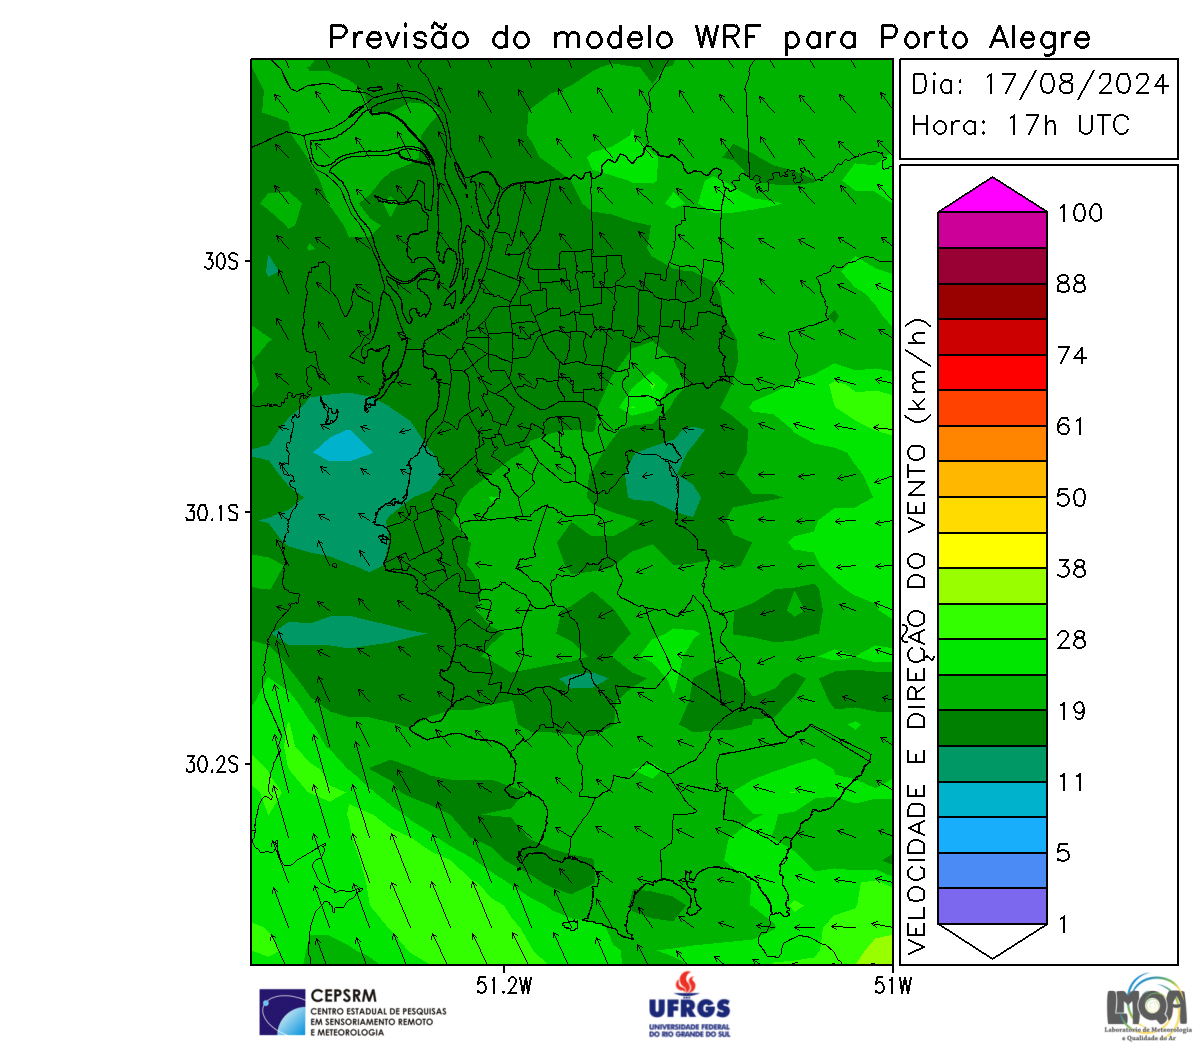 Previsão do modelo WRF para Porto Alegre
Dia: 17/08/2024
Hora: 17h UTC
30S
30.1S
30.2S
51.2W
51W
VELOCIDADE E DIREÇÃO DO VENTO (km/h)
100
88
74
61
50
38
28
19
11
5
1
CEPSRM
CENTRO ESTADUAL DE PESQUISAS
EM SENSORIAMENTO REMOTO
E METEOROLOGIA
UFRGS
UNIVERSIDADE FEDERAL
DO RIO GRANDE DO SUL
LMQA
Laboratório de Meteorologia
e Qualidade do Ar